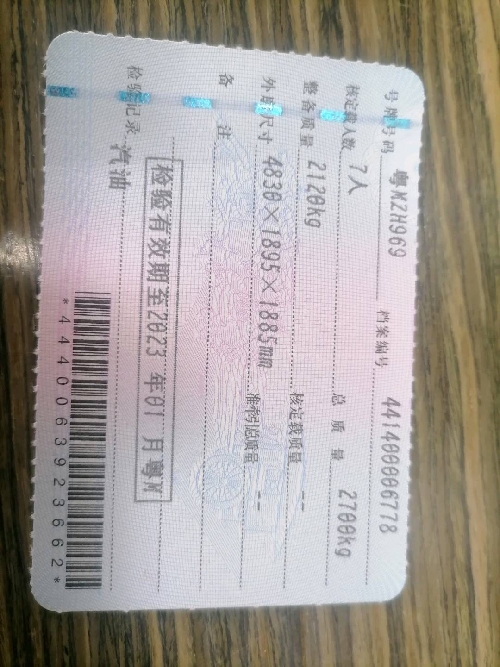 号牌号码 粤MZH969 档案编号 441400006778
核定载人数 7人 总质量 2700kg
整备质量 2120kg 核定载质量 --
外廓尺寸 4830×1895×1885mm 准牵引总质量 --
备注
检验有效期至2023年01月粤M
检验记录 汽油
*4440063923662*